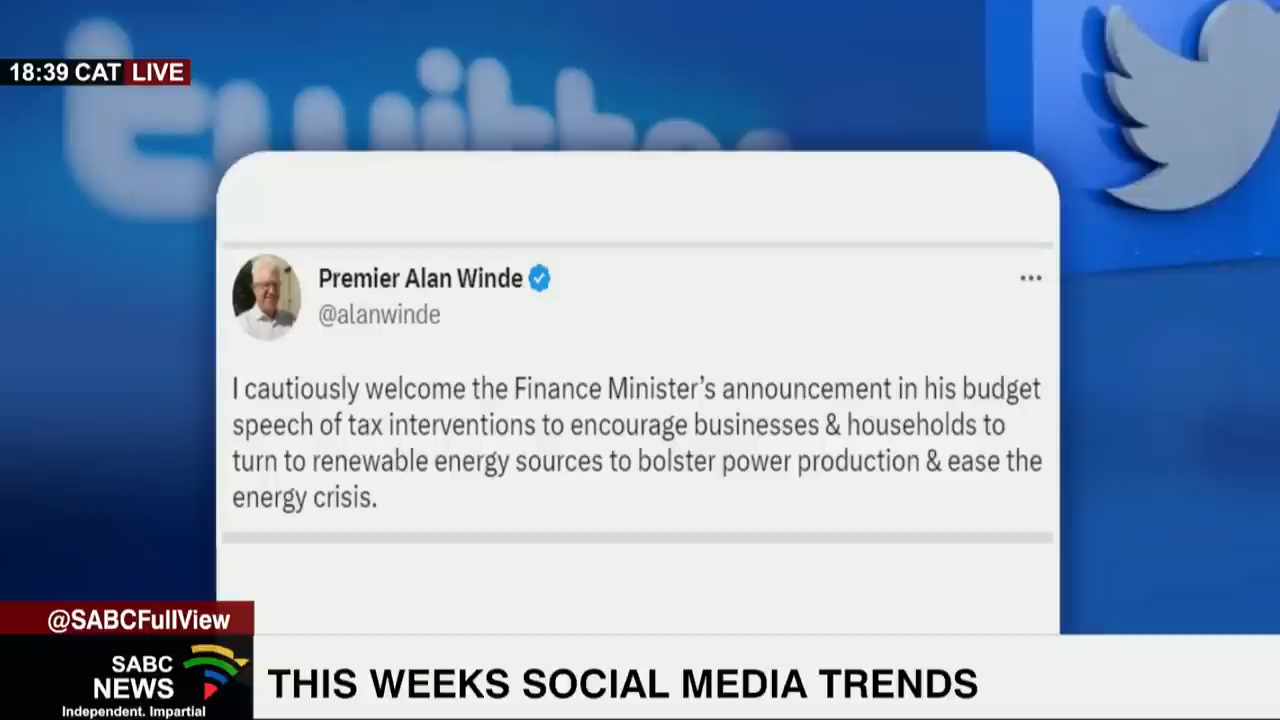 18:39 CAT LIVE
twitter
Premier Alan Winde
@alanwinde
I cautiously welcome the Finance Minister’s announcement in his budget
speech of tax interventions to encourage businesses & households to
turn to renewable energy sources to bolster power production & ease the
energy crisis.
@SABCFullView
SABC
NEWS
Independent. Impartial
THIS WEEKS SOCIAL MEDIA TRENDS